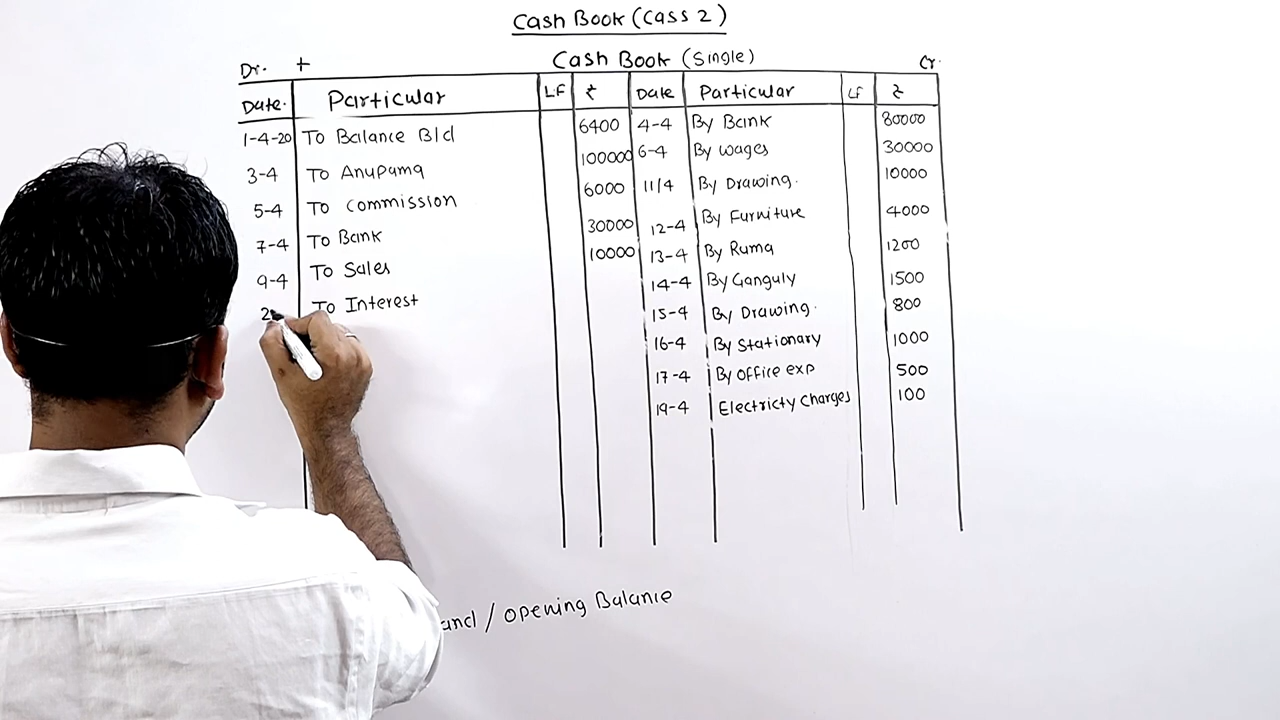 Cash Book (Cass 2)
Dr. + Cash Book (Single) Cr.
Date. Particular LF ₹ Date Particular LF ₹
1-4-20 To Balance B/d 6400 4-4 By Bank 80000
3-4 To Anupama 100000 6-4 By wages 30000
5-4 To commission 6000 11/4 By Drawing. 10000
7-4 To Bank 30000 12-4 By Furniture 4000
9-4 To Sales 10000 13-4 By Ruma 1200
2 To Interest 14-4 By Ganguly 1500
15-4 By Drawing. 800
16-4 By Stationary 1000
17-4 By office exp 500
19-4 Electricty charges 100
/ opening Balance